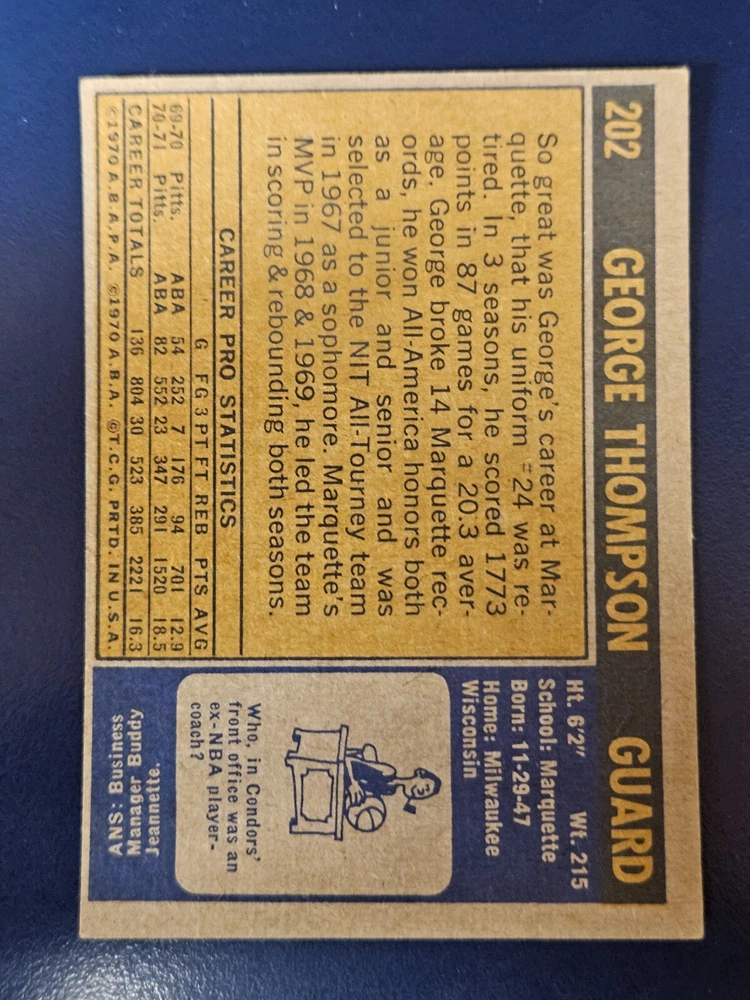 202 GEORGE THOMPSON GUARD
So great was George's career at Mar-
quette, that his uniform #24 was re-
tired. In 3 seasons, he scored 1773
points in 87 games for a 20.3 aver-
age. George broke 14 Marquette rec-
ords, he won All-America honors both
as a junior and senior and was
selected to the NIT All-Tourney team
in 1967 as a sophomore. Marquette's
MVP in 1968 & 1969, he led the team
in scoring & rebounding both seasons.
CAREER PRO STATISTICS
G FG 3PT FT REB PTS AVG
69-70 Pitts. ABA 54 252 7 176 94 701 12.9
70-71 Pitts. ABA 82 552 23 347 291 1520 18.5
CAREER TOTALS 136 804 30 523 385 2221 16.3
©1970 A.B.A.P.A. ©1970 A.B.A. ©T.C.G. PRTD. IN U.S.A.
Ht. 6'2" Wt. 215
School: Marquette
Born: 11-29-47
Home: Milwaukee
Wisconsin
Who, in Condors'
front office was an
ex-NBA player-
coach?
ANS: Business
Manager Buddy
Jeannette.